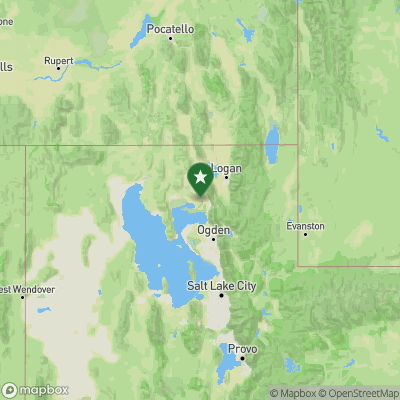 one
Pocatello
Rupert
lls
Logan
Evanston
Ogden
est Wendover
Salt Lake City
Provo
mapbox
© Mapbox © OpenStreetMap